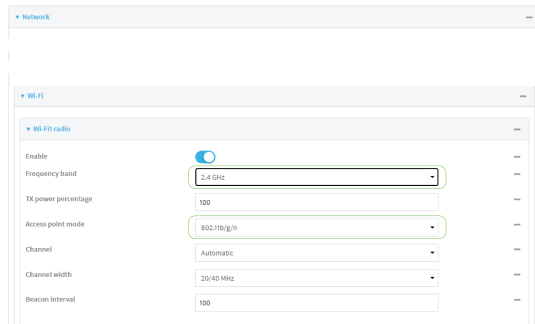 ▼ Network
▼ Wi-Fi
▼ Wi-Fi1 radio
Enable
Frequency band 2.4 GHz
TX power percentage 100
Access point mode 802.11b/g/n
Channel Automatic
Channel width 20/40 MHz
Beacon interval 100